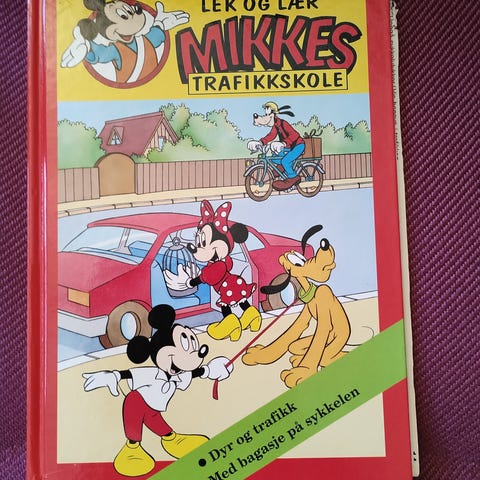 LEK OG LÆR
MIKKES
TRAFIKKSKOLE
• Dyr og trafikk
• Med bagasje på sykkelen